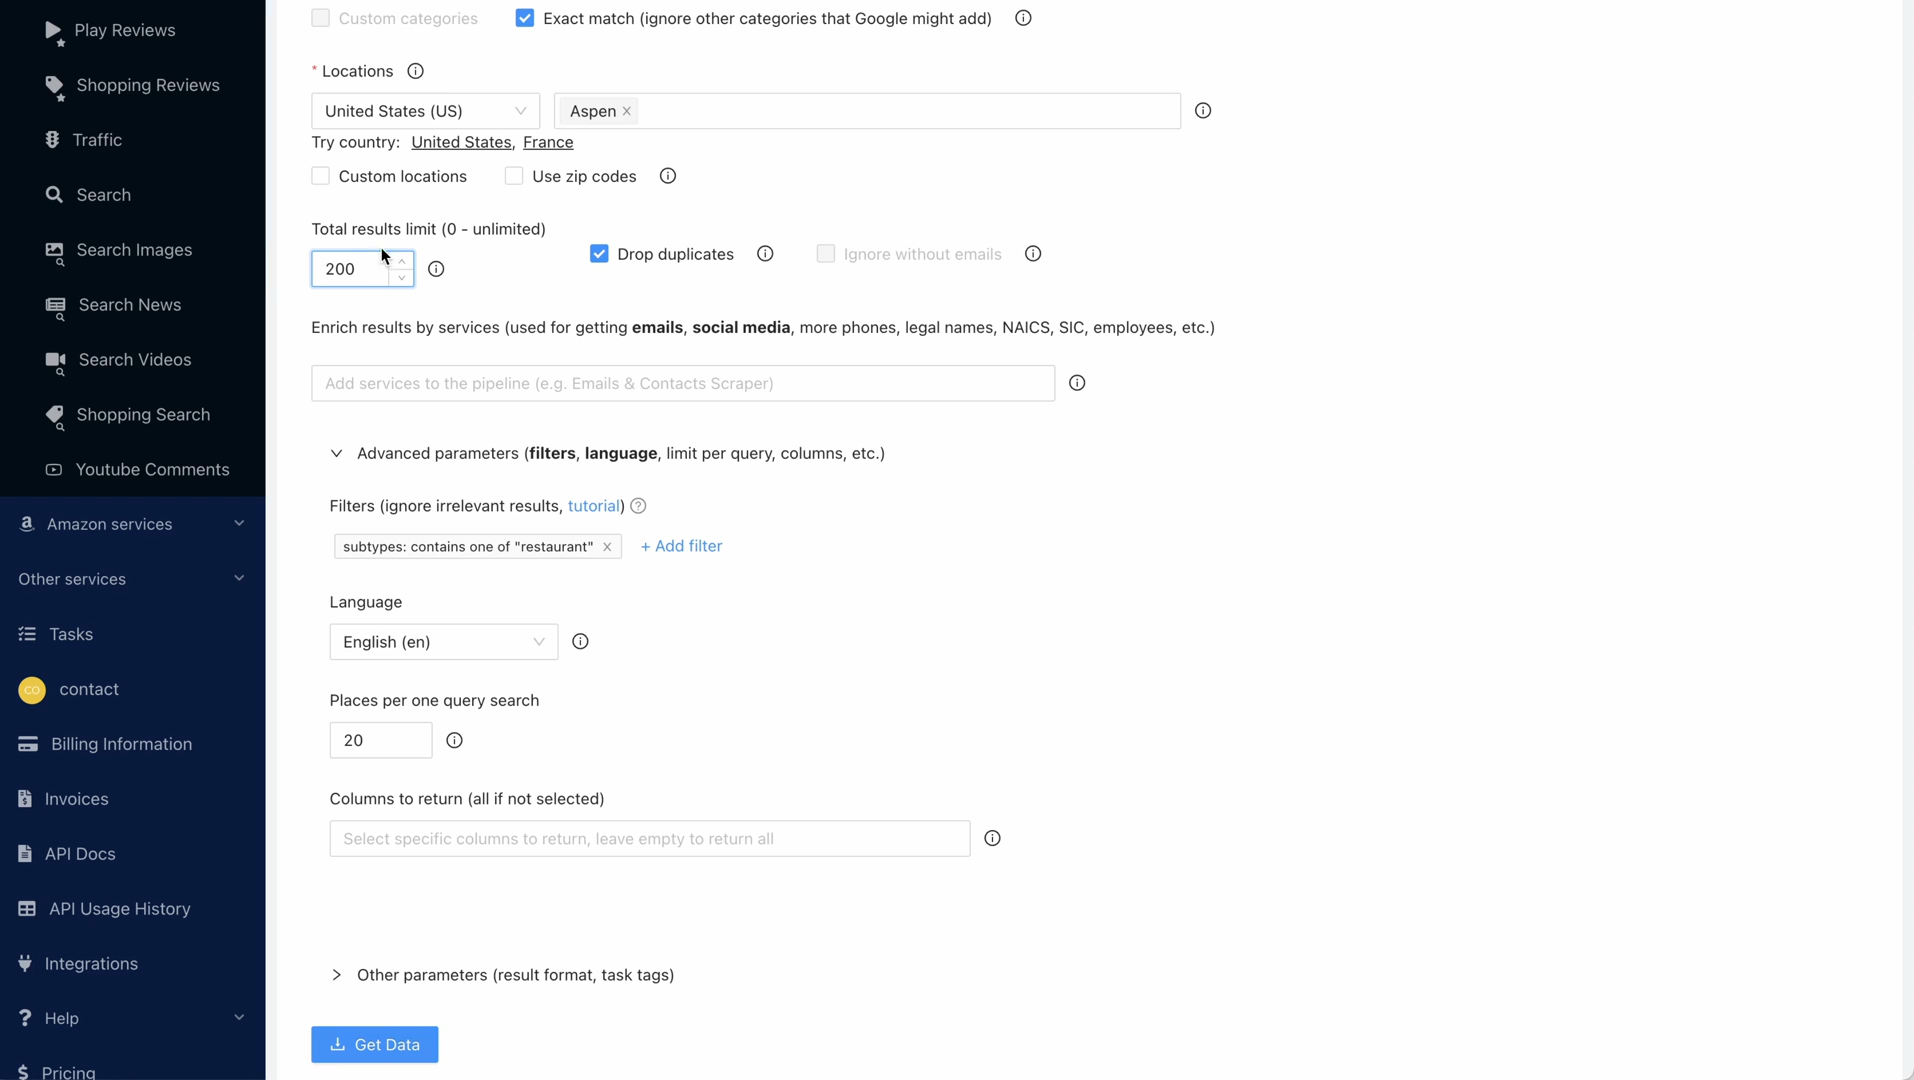 Play Reviews
Shopping Reviews
Traffic
Search
Search Images
Search News
Search Videos
Shopping Search
Youtube Comments
Amazon services
Other services
Tasks
CO contact
Billing Information
Invoices
API Docs
API Usage History
Integrations
Help
Pricing
Custom categories Exact match (ignore other categories that Google might add)
* Locations
United States (US) Aspen
Try country: United States, France
Custom locations Use zip codes
Total results limit (0 - unlimited)
200 Drop duplicates Ignore without emails
Enrich results by services (used for getting emails, social media, more phones, legal names, NAICS, SIC, employees, etc.)
Add services to the pipeline (e.g. Emails & Contacts Scraper)
Advanced parameters (filters, language, limit per query, columns, etc.)
Filters (ignore irrelevant results, tutorial)
subtypes: contains one of "restaurant" + Add filter
Language
English (en)
Places per one query search
20
Columns to return (all if not selected)
Select specific columns to return, leave empty to return all
Other parameters (result format, task tags)
Get Data